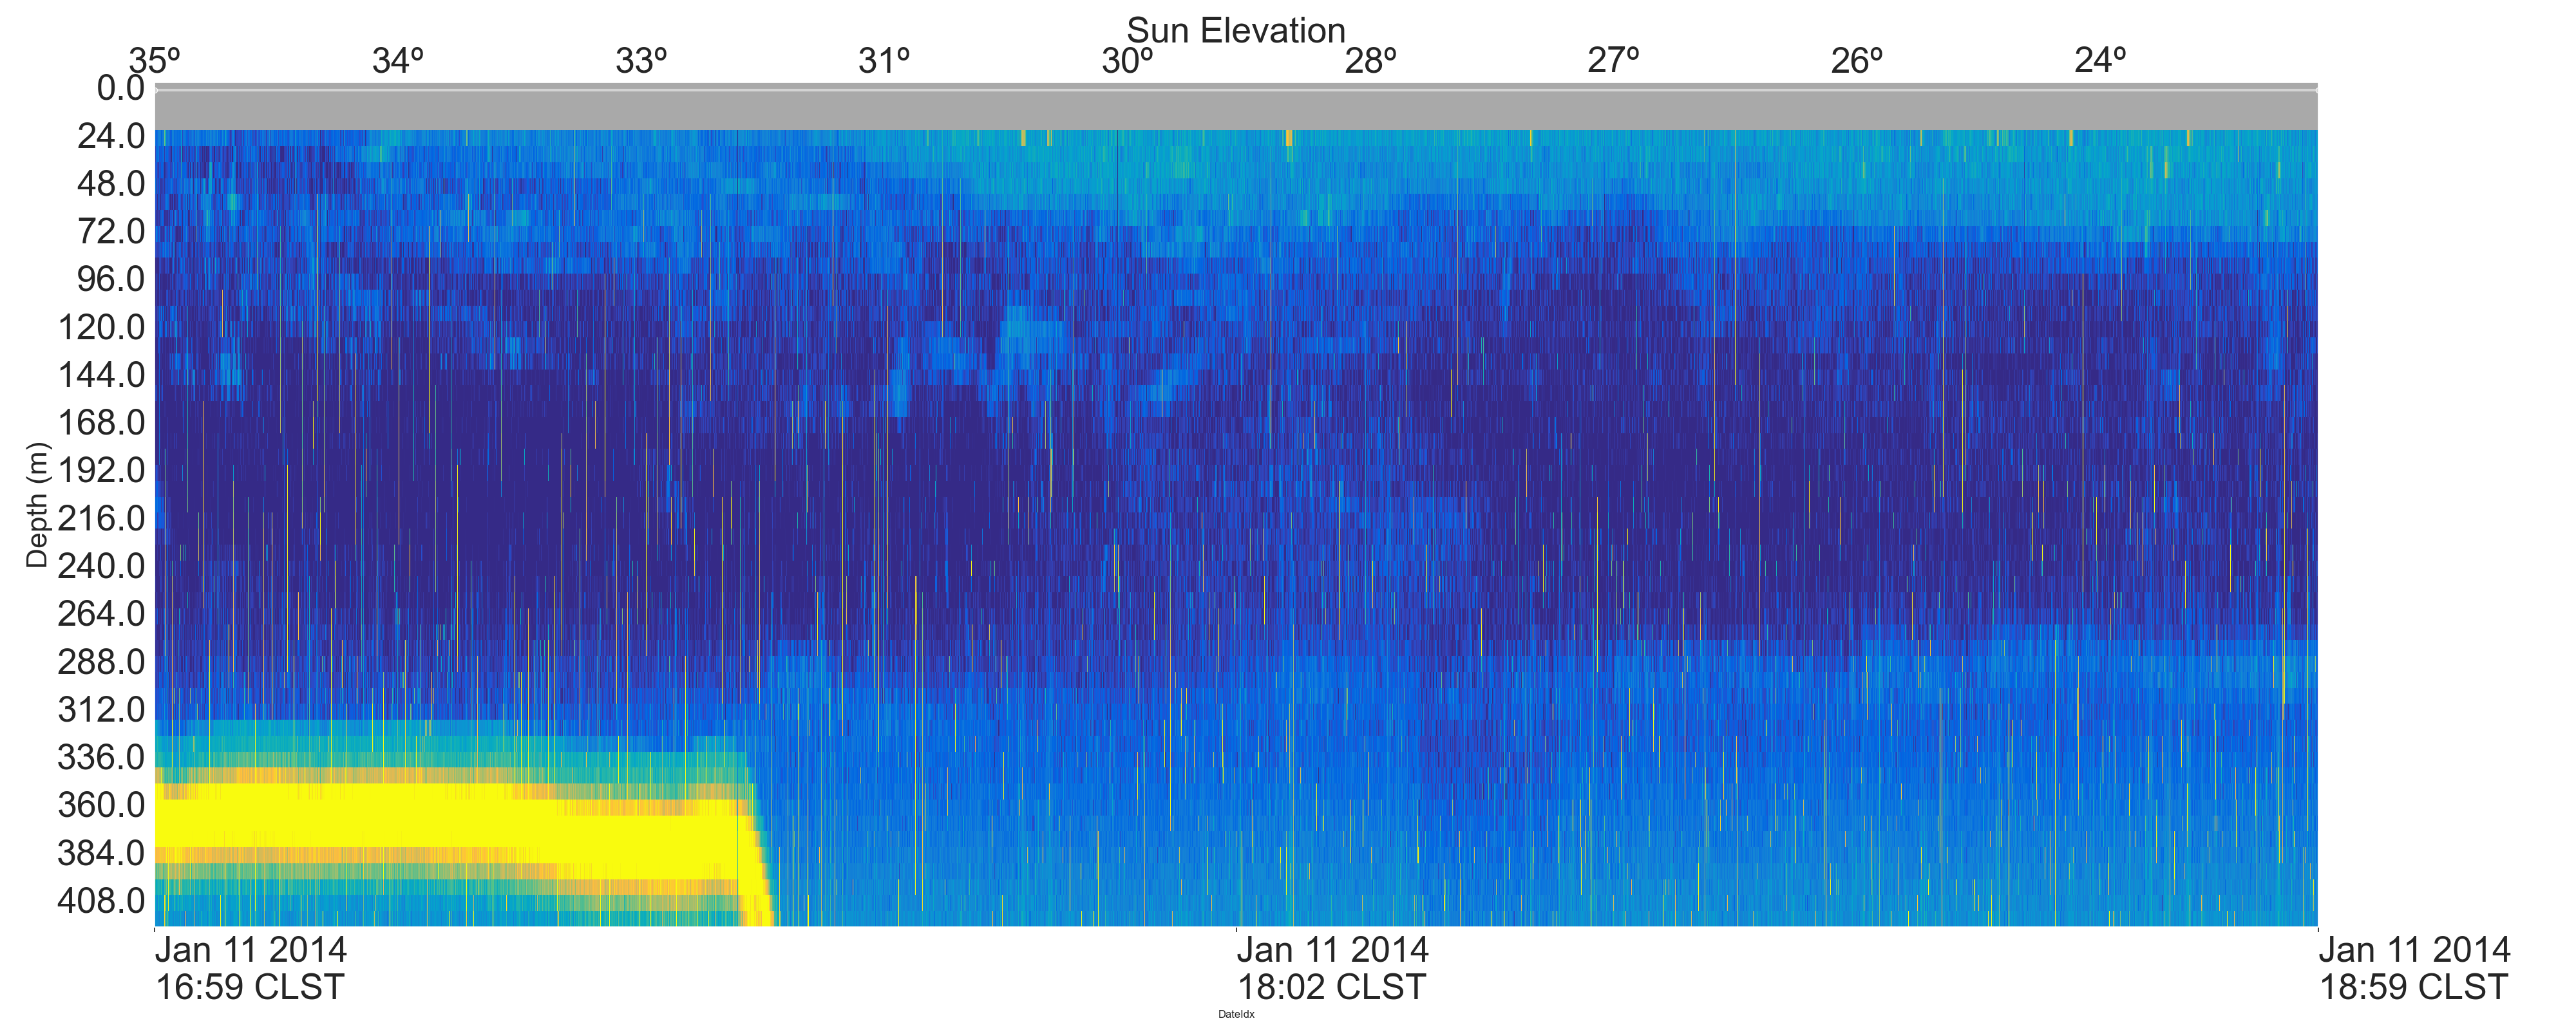 Sun Elevation
35º 34º 33º 31º 30º 28º 27º 26º 24º
0.0
24.0
48.0
72.0
96.0
120.0
144.0
168.0
192.0
216.0
240.0
264.0
288.0
312.0
336.0
360.0
384.0
408.0
Depth (m)
Jan 11 2014
16:59 CLST
Jan 11 2014
18:02 CLST
Jan 11 2014
18:59 CLST
DateIdx